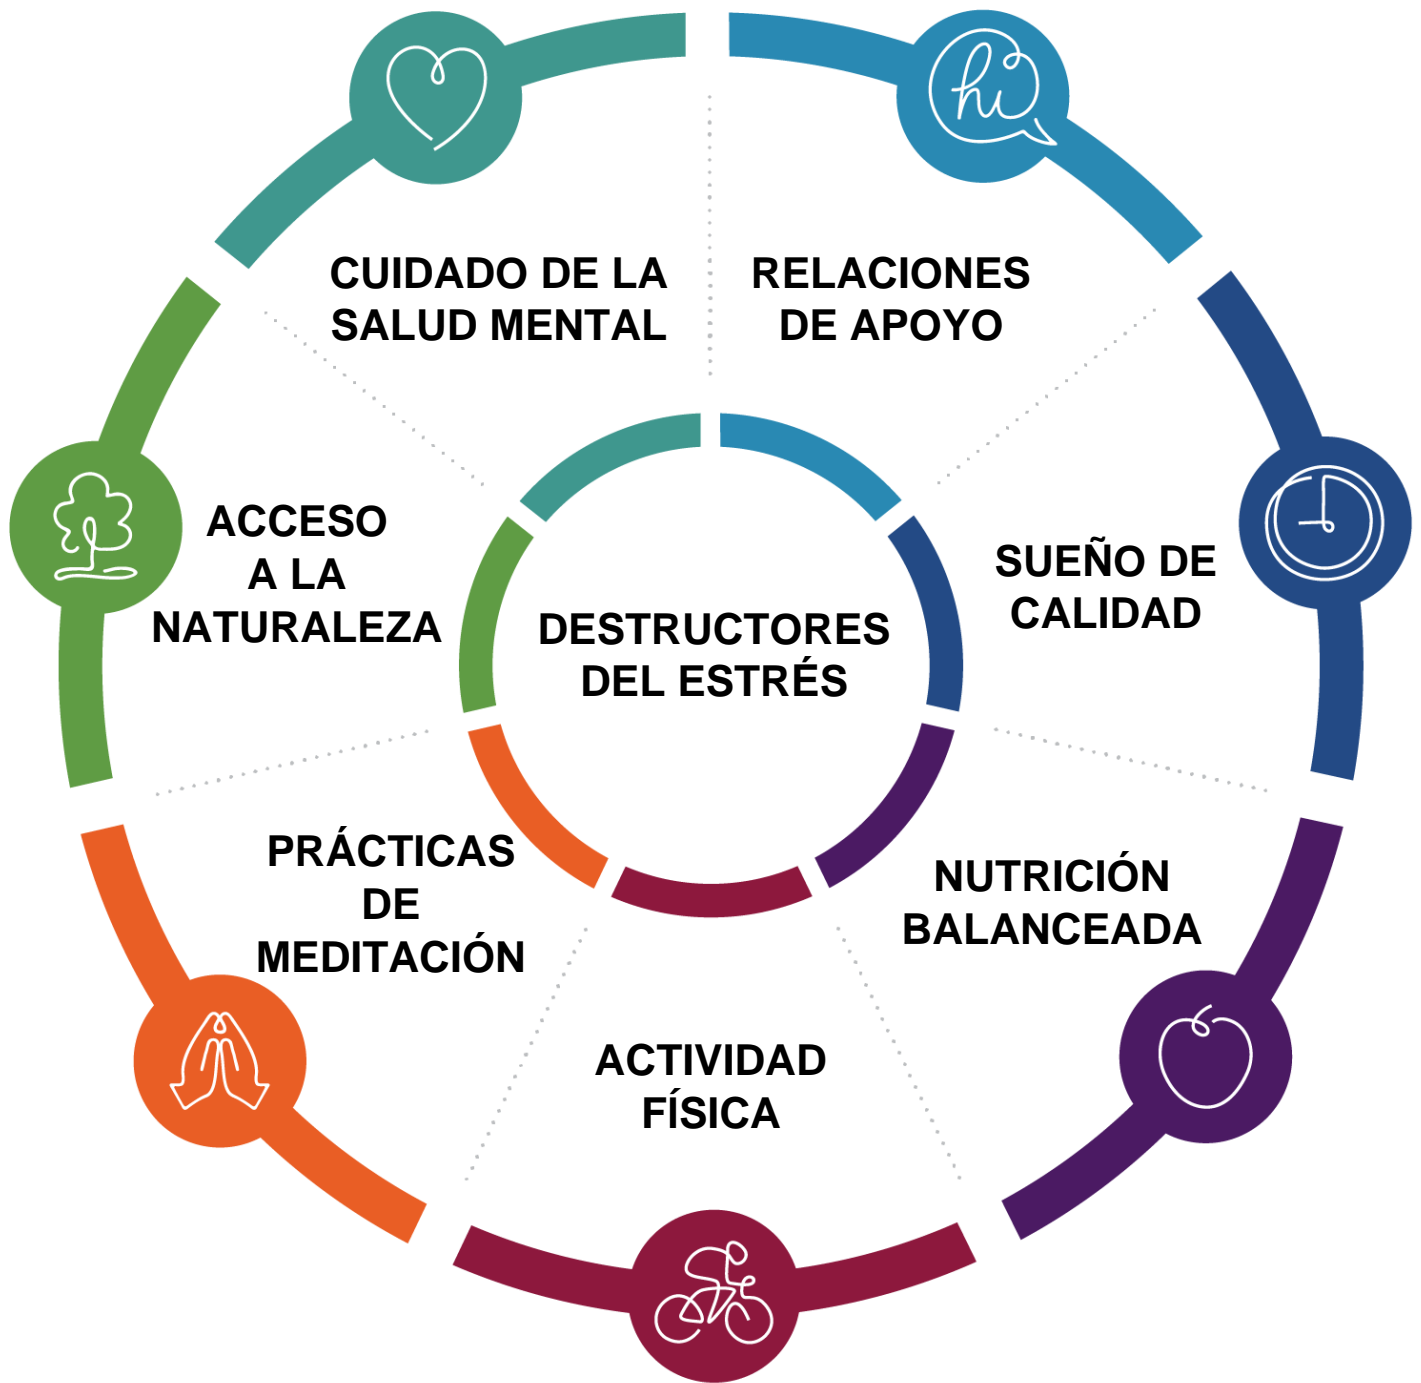 hi
CUIDADO DE LA
SALUD MENTAL
RELACIONES
DE APOYO
ACCESO
A LA
NATURALEZA
SUEÑO DE
CALIDAD
DESTRUCTORES
DEL ESTRÉS
PRÁCTICAS
DE
MEDITACIÓN
NUTRICIÓN
BALANCEADA
ACTIVIDAD
FÍSICA